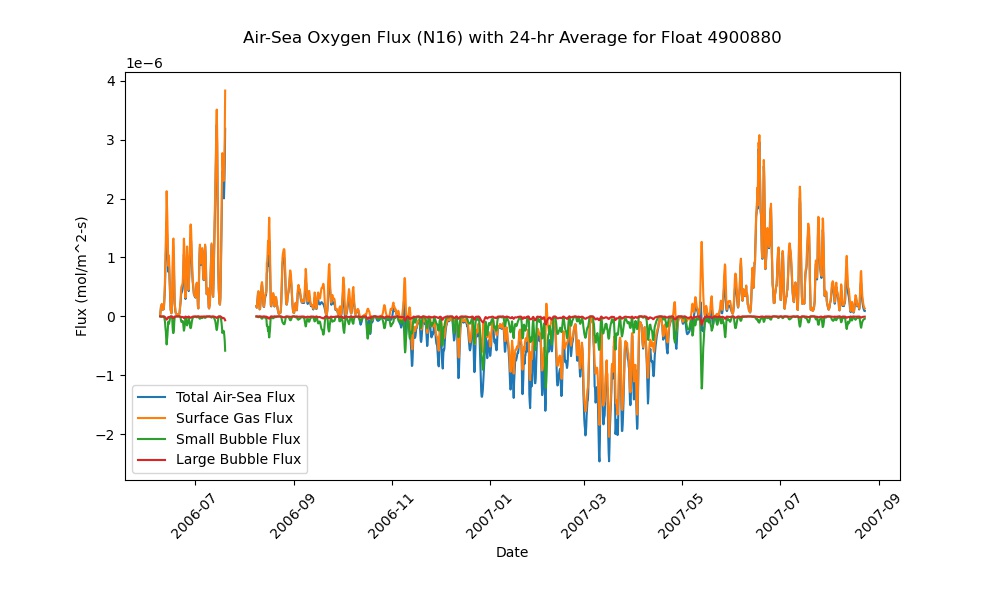 Air-Sea Oxygen Flux (N16) with 24-hr Average for Float 4900880
1e−6
4
3
2
1
0
−1
−2
Flux (mol/m^2-s)
Total Air-Sea Flux
Surface Gas Flux
Small Bubble Flux
Large Bubble Flux
2006-07
2006-09
2006-11
2007-01
2007-03
2007-05
2007-07
2007-09
Date